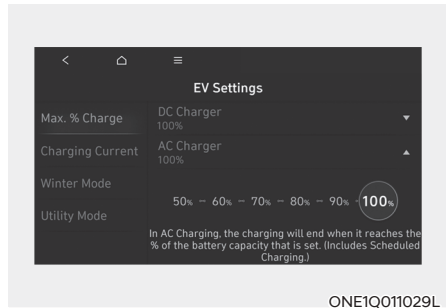 EV Settings
Max. % Charge
DC Charger
100%
Charging Current
AC Charger
100%
Winter Mode
50% - 60% - 70% - 80% - 90% - 100%
Utility Mode
In AC Charging, the charging will end when it reaches the
% of the battery capacity that is set. (Includes Scheduled
Charging.)
ONE1Q011029L